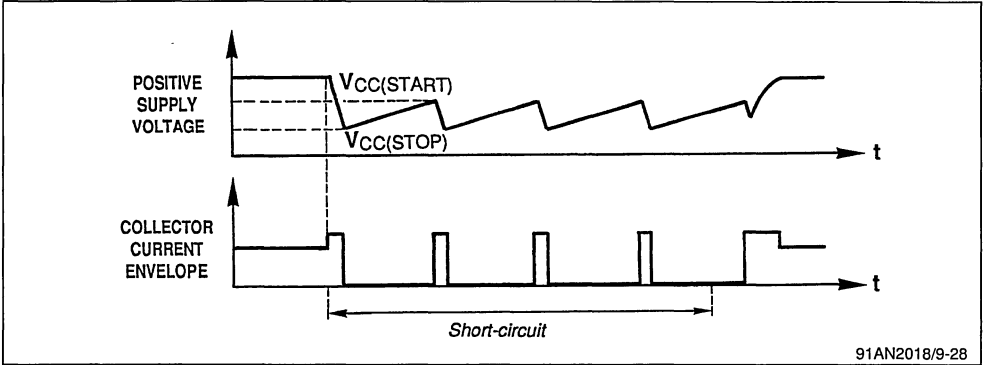 POSITIVE
SUPPLY
VOLTAGE
VCC(START)
VCC(STOP)
t
COLLECTOR
CURRENT
ENVELOPE
t
Short-circuit
91AN2018/9-28